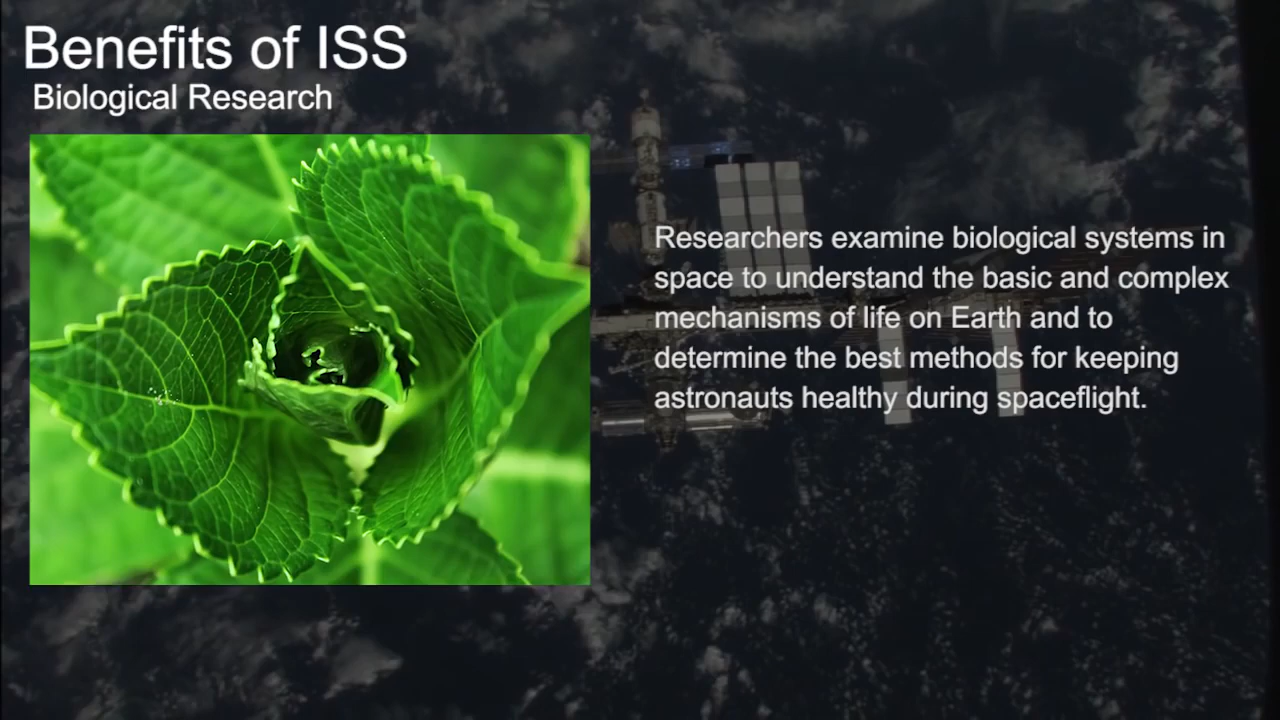 Benefits of ISS
Biological Research
Researchers examine biological systems in
space to understand the basic and complex
mechanisms of life on Earth and to
determine the best methods for keeping
astronauts healthy during spaceflight.